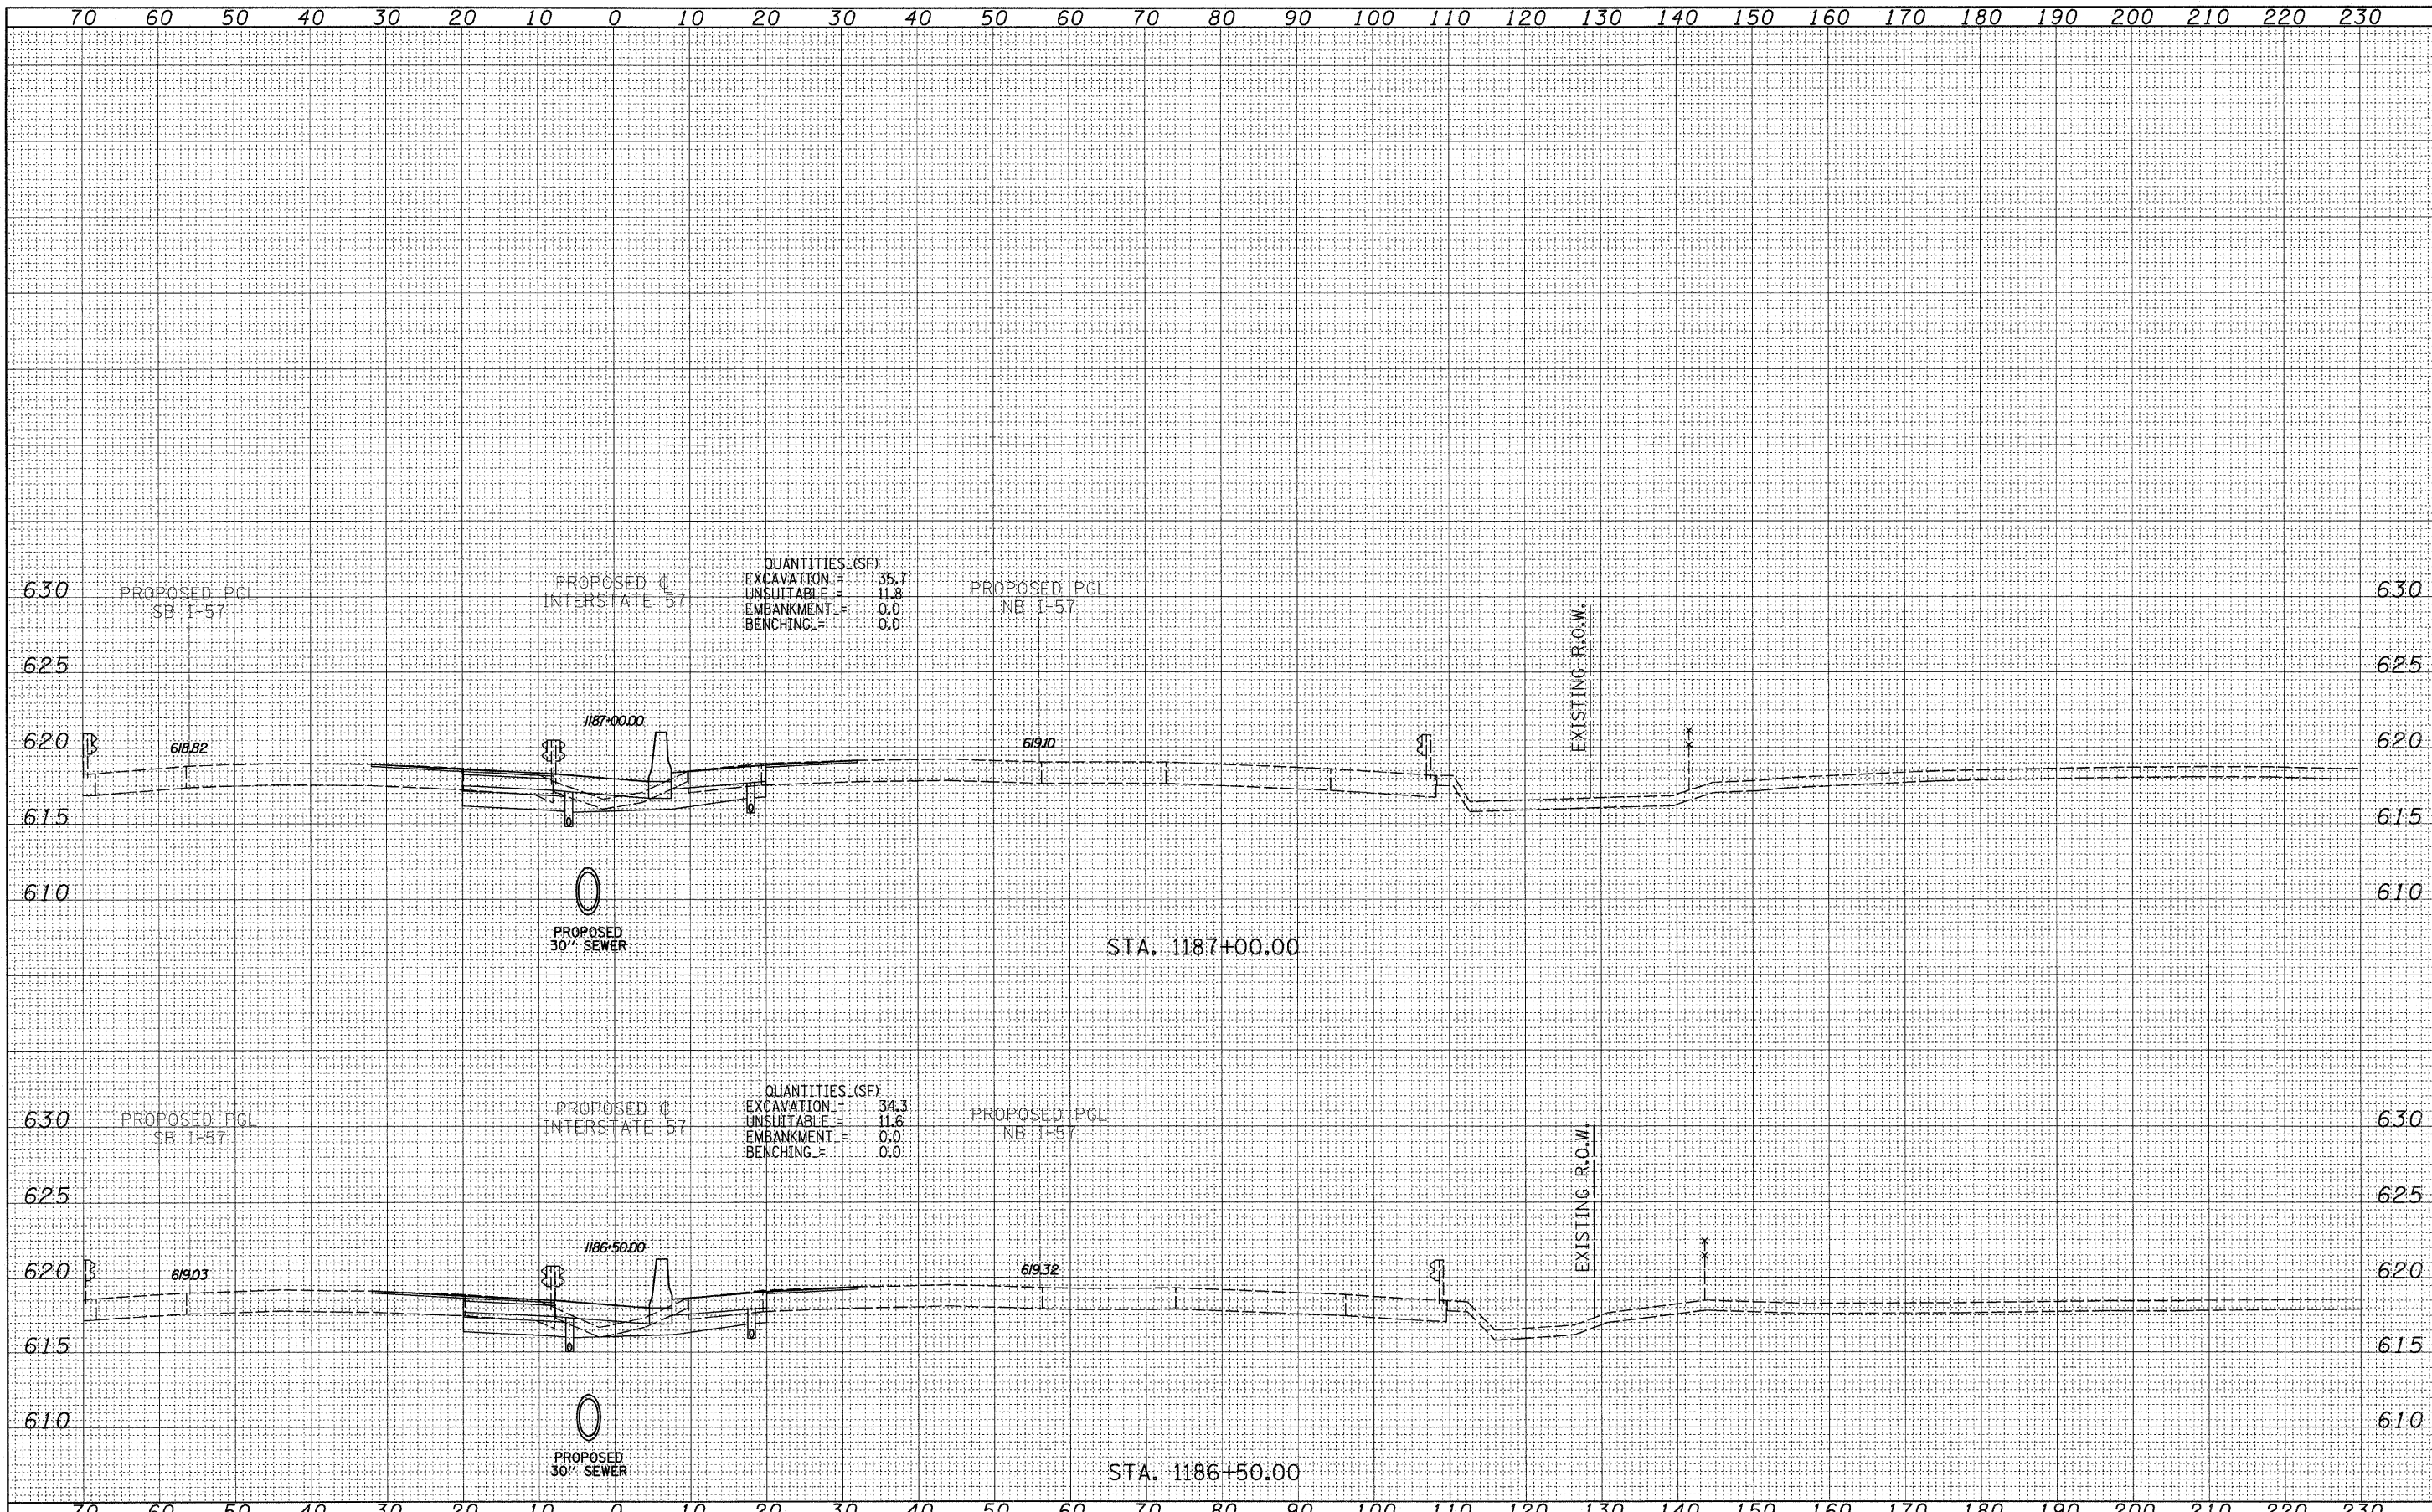 70 60 50 40 30 20 10 0 10 20 30 40 50 60 70 80 90 100 110 120 130 140 150 160 170 180 190 200 210 220 230
QUANTITIES (SF)
EXCAVATION = 35.7
UNSUITABLE = 11.8
EMBANKMENT = 0.0
BENCHING = 0.0
630 PROPOSED PGL PROPOSED ℄ PROPOSED PGL 630
SB I-57 INTERSTATE 57 NB I-57
EXISTING R.O.W.
625 625
1187+00.00
620 618.82 619.10 620
615 615
610 610
PROPOSED
30'' SEWER
STA. 1187+00.00
QUANTITIES (SF)
EXCAVATION = 34.3
UNSUITABLE = 11.6
EMBANKMENT = 0.0
BENCHING = 0.0
630 PROPOSED PGL PROPOSED ℄ PROPOSED PGL 630
SB I-57 INTERSTATE 57 NB I-57
EXISTING R.O.W.
625 625
1186+50.00
620 619.03 619.32 620
615 615
610 610
PROPOSED
30'' SEWER
STA. 1186+50.00
70 60 50 40 30 20 10 0 10 20 30 40 50 60 70 80 90 100 110 120 130 140 150 160 170 180 190 200 210 220 230